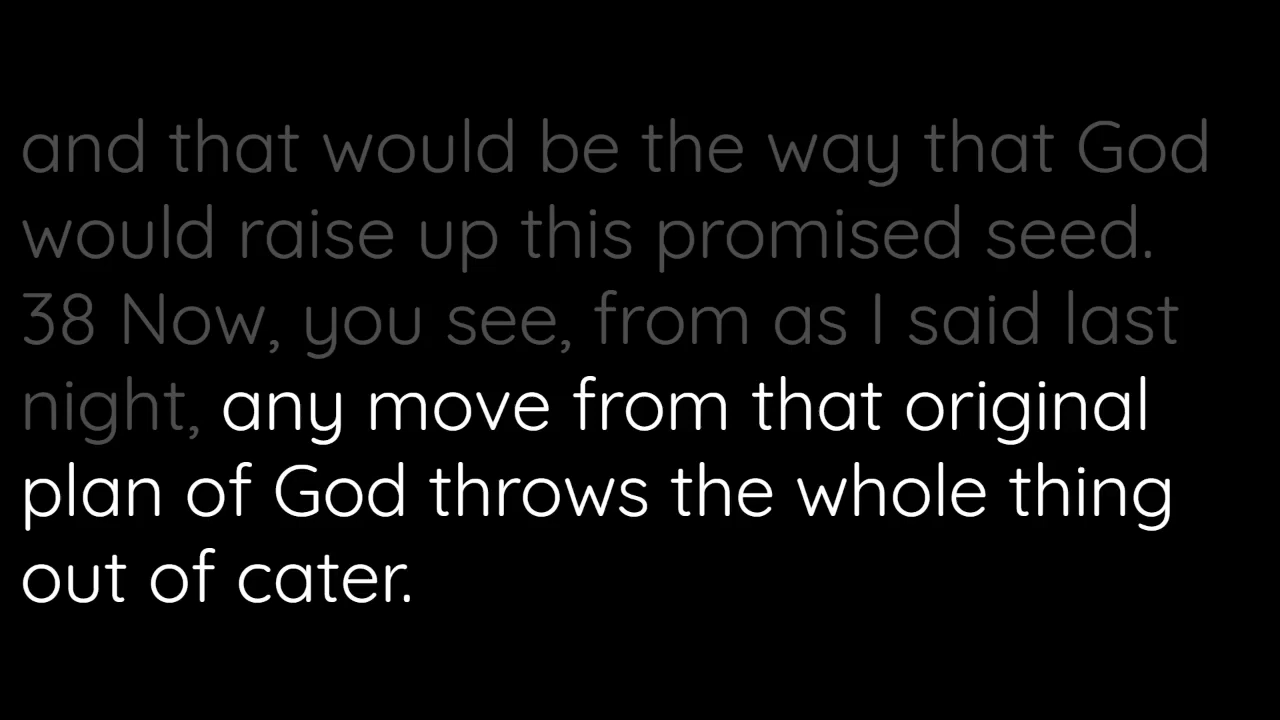 and that would be the way that God
would raise up this promised seed.
38 Now, you see, from as I said last
night, any move from that original
plan of God throws the whole thing
out of cater.